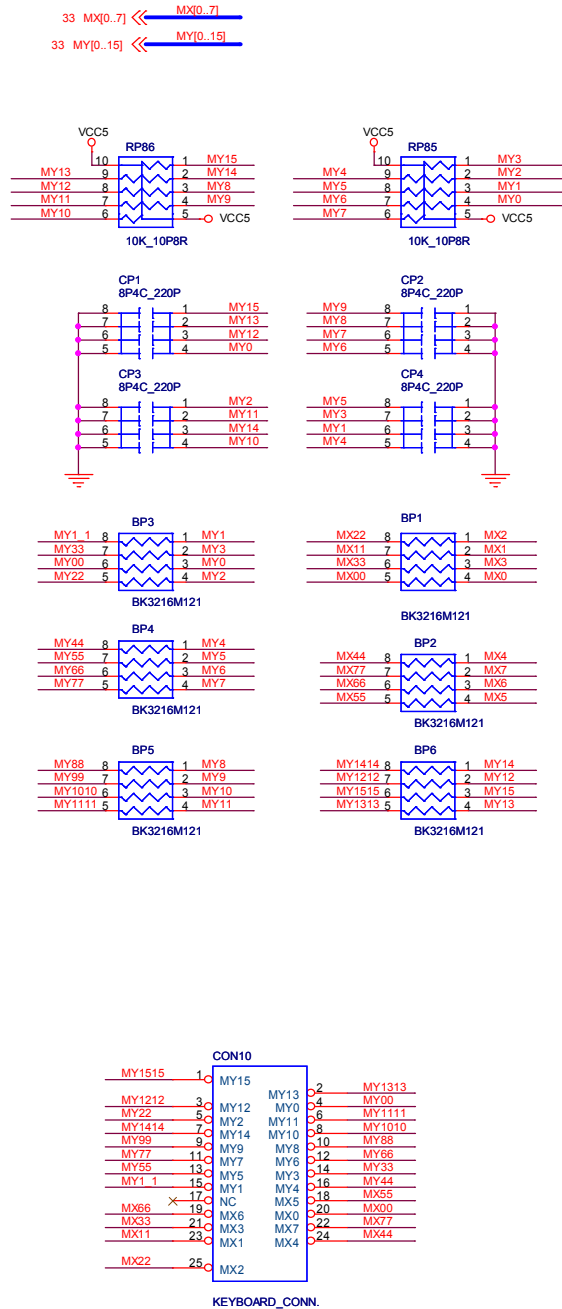 33 MX[0..7] MX[0..7]
33 MY[0..15] MY[0..15]
VCC5 VCC5
RP86 RP85
10 1 MY15 10 1 MY3
MY13 9 2 MY14 MY4 9 2 MY2
MY12 8 3 MY8 MY5 8 3 MY1
MY11 7 4 MY9 MY6 7 4 MY0
MY10 6 5 VCC5 MY7 6 5 VCC5
10K_10P8R 10K_10P8R
CP1 CP2
8P4C_220P 8P4C_220P
8 1 MY15 MY9 8 1
7 2 MY13 MY8 7 2
6 3 MY12 MY7 6 3
5 4 MY0 MY6 5 4
CP3 CP4
8P4C_220P 8P4C_220P
8 1 MY2 MY5 8 1
7 2 MY11 MY3 7 2
6 3 MY14 MY1 6 3
5 4 MY10 MY4 5 4
BP3 BP1
MY1_1 8 1 MY1 MX22 8 1 MX2
MY33 7 2 MY3 MX11 7 2 MX1
MY00 6 3 MY0 MX33 6 3 MX3
MY22 5 4 MY2 MX00 5 4 MX0
BK3216M121 BK3216M121
BP4 BP2
MY44 8 1 MY4 MX44 8 1 MX4
MY55 7 2 MY5 MX77 7 2 MX7
MY66 6 3 MY6 MX66 6 3 MX6
MY77 5 4 MY7 MX55 5 4 MX5
BK3216M121 BK3216M121
BP5 BP6
MY88 8 1 MY8 MY1414 8 1 MY14
MY99 7 2 MY9 MY1212 7 2 MY12
MY1010 6 3 MY10 MY1515 6 3 MY15
MY1111 5 4 MY11 MY1313 5 4 MY13
BK3216M121 BK3216M121
CON10
MY1515 1 MY15
MY13 2 MY1313
MY1212 3 MY12 MY0 4 MY00
MY22 5 MY2 MY11 6 MY1111
MY1414 7 MY14 MY10 8 MY1010
MY99 9 MY9 MY8 10 MY88
MY77 11 MY7 MY6 12 MY66
MY55 13 MY5 MY3 14 MY33
MY1_1 15 MY1 MY4 16 MY44
17 NC MX5 18 MX55
MX66 19 MX6 MX0 20 MX00
MX33 21 MX3 MX7 22 MX77
MX11 23 MX1 MX4 24 MX44
MX22 25 MX2
KEYBOARD_CONN.